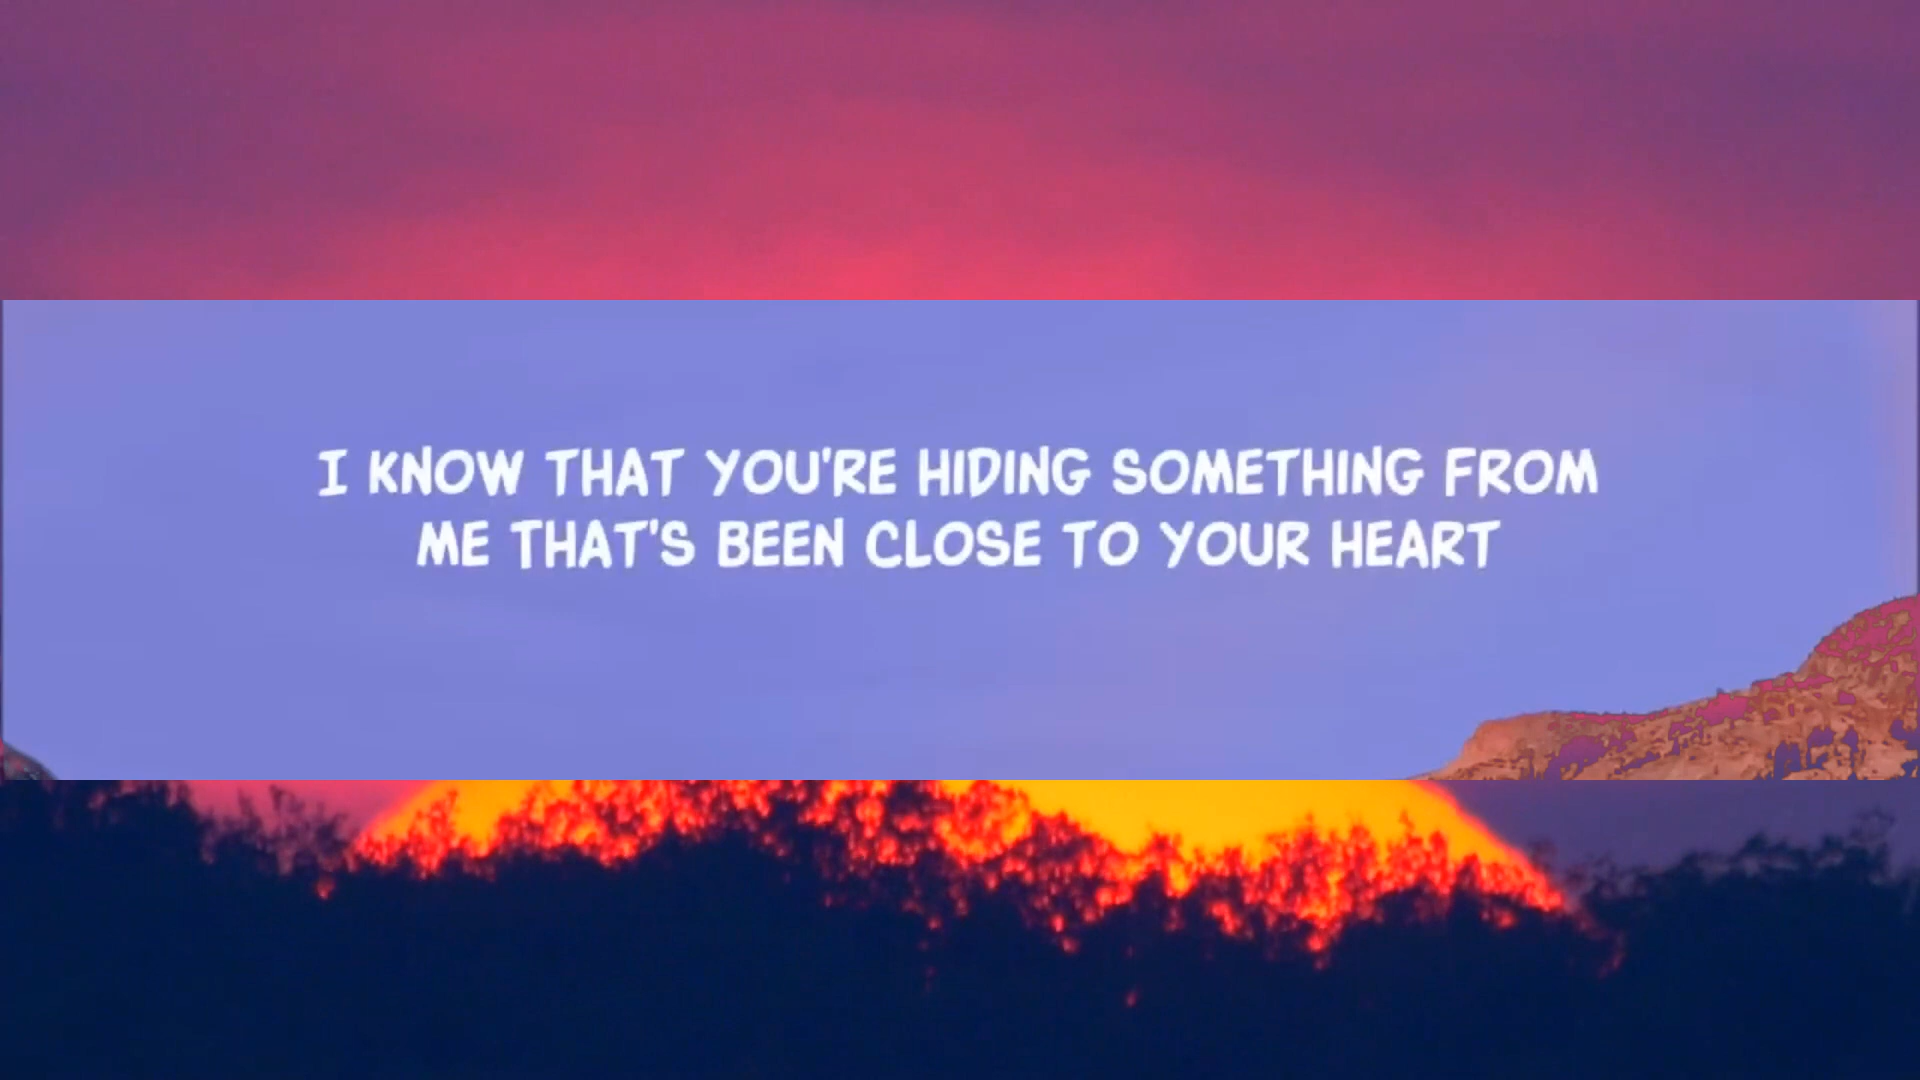 I KNOW THAT YOU'RE HIDING SOMETHING FROM
ME THAT'S BEEN CLOSE TO YOUR HEART